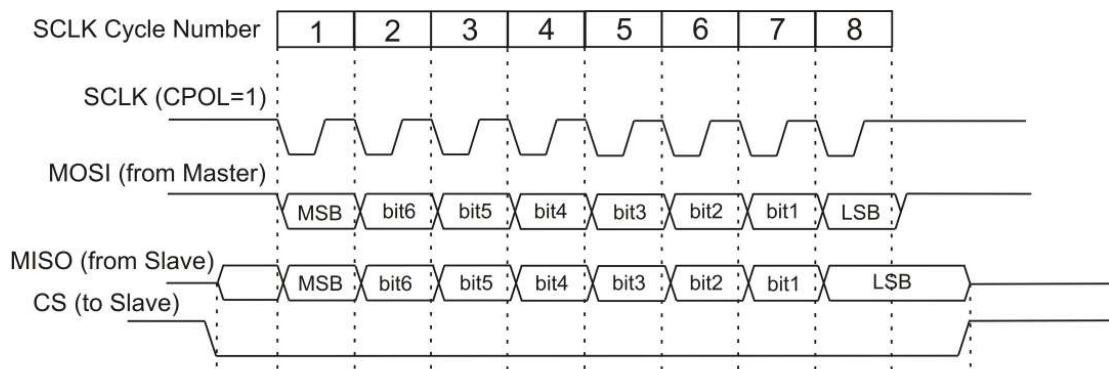 SCLK Cycle Number 1 2 3 4 5 6 7 8
SCLK (CPOL=1)
MOSI (from Master)
MSB bit6 bit5 bit4 bit3 bit2 bit1 LSB
MISO (from Slave)
MSB bit6 bit5 bit4 bit3 bit2 bit1 LSB
CS (to Slave)